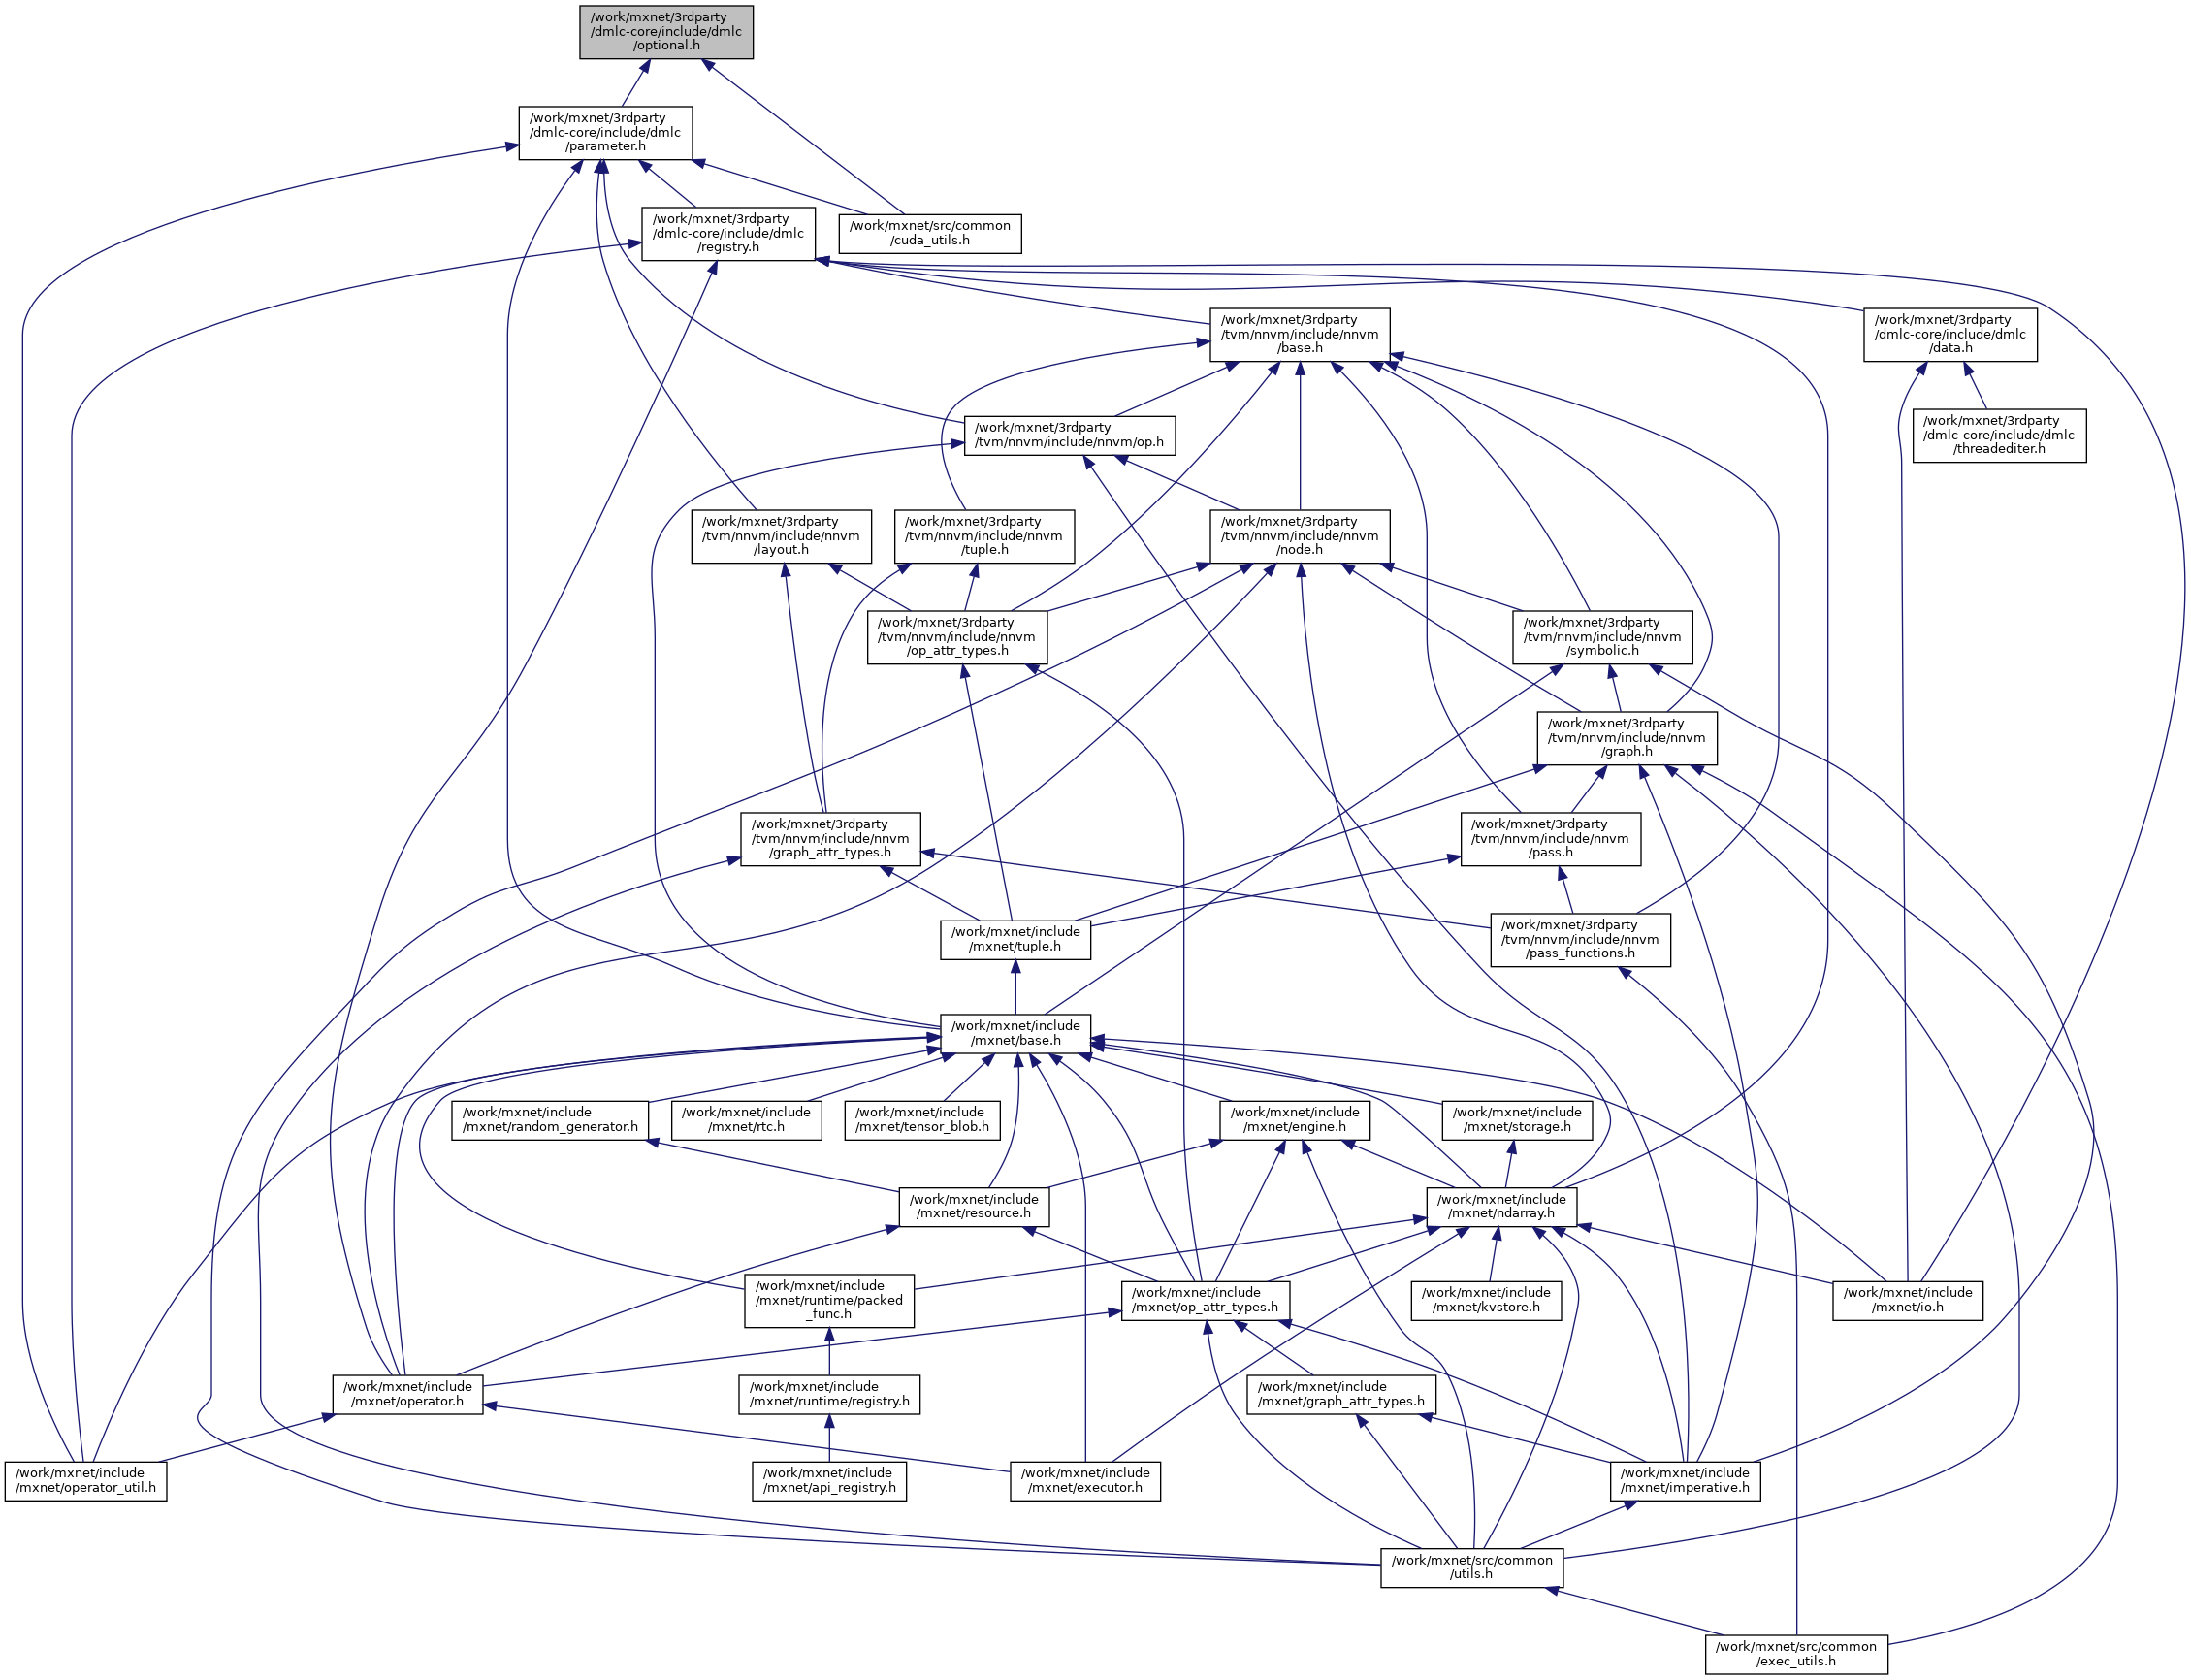 /work/mxnet/3rdparty
/dmlc-core/include/dmlc
/optional.h
/work/mxnet/3rdparty
/dmlc-core/include/dmlc
/parameter.h
/work/mxnet/3rdparty
/dmlc-core/include/dmlc
/registry.h
/work/mxnet/src/common
/cuda_utils.h
/work/mxnet/3rdparty
/tvm/nnvm/include/nnvm
/base.h
/work/mxnet/3rdparty
/dmlc-core/include/dmlc
/data.h
/work/mxnet/3rdparty
/tvm/nnvm/include/nnvm/op.h
/work/mxnet/3rdparty
/dmlc-core/include/dmlc
/threadediter.h
/work/mxnet/3rdparty
/tvm/nnvm/include/nnvm
/layout.h
/work/mxnet/3rdparty
/tvm/nnvm/include/nnvm
/tuple.h
/work/mxnet/3rdparty
/tvm/nnvm/include/nnvm
/node.h
/work/mxnet/3rdparty
/tvm/nnvm/include/nnvm
/op_attr_types.h
/work/mxnet/3rdparty
/tvm/nnvm/include/nnvm
/symbolic.h
/work/mxnet/3rdparty
/tvm/nnvm/include/nnvm
/graph.h
/work/mxnet/3rdparty
/tvm/nnvm/include/nnvm
/graph_attr_types.h
/work/mxnet/3rdparty
/tvm/nnvm/include/nnvm
/pass.h
/work/mxnet/include
/mxnet/tuple.h
/work/mxnet/3rdparty
/tvm/nnvm/include/nnvm
/pass_functions.h
/work/mxnet/include
/mxnet/base.h
/work/mxnet/include
/mxnet/random_generator.h
/work/mxnet/include
/mxnet/rtc.h
/work/mxnet/include
/mxnet/tensor_blob.h
/work/mxnet/include
/mxnet/engine.h
/work/mxnet/include
/mxnet/storage.h
/work/mxnet/include
/mxnet/resource.h
/work/mxnet/include
/mxnet/ndarray.h
/work/mxnet/include
/mxnet/runtime/packed
_func.h
/work/mxnet/include
/mxnet/op_attr_types.h
/work/mxnet/include
/mxnet/kvstore.h
/work/mxnet/include
/mxnet/io.h
/work/mxnet/include
/mxnet/operator.h
/work/mxnet/include
/mxnet/runtime/registry.h
/work/mxnet/include
/mxnet/graph_attr_types.h
/work/mxnet/include
/mxnet/operator_util.h
/work/mxnet/include
/mxnet/api_registry.h
/work/mxnet/include
/mxnet/executor.h
/work/mxnet/include
/mxnet/imperative.h
/work/mxnet/src/common
/utils.h
/work/mxnet/src/common
/exec_utils.h